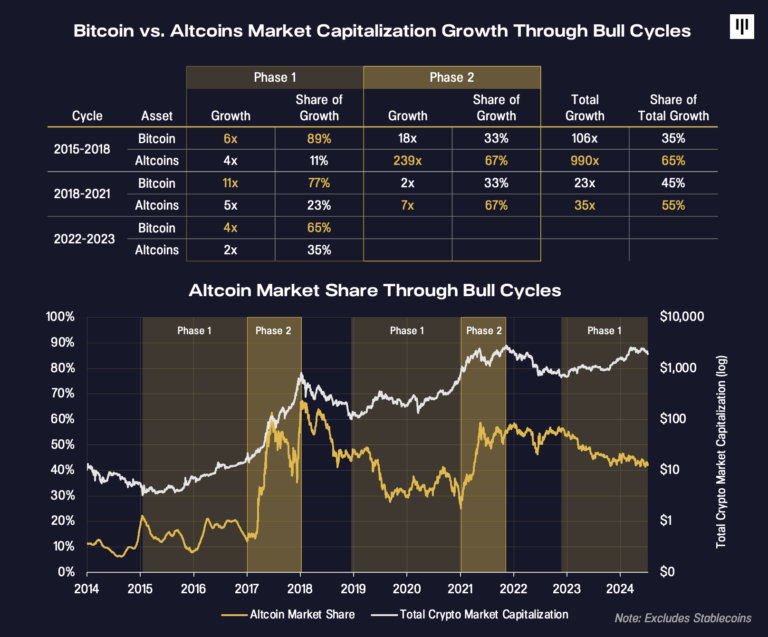 Bitcoin vs. Altcoins Market Capitalization Growth Through Bull Cycles
Phase 1 Phase 2
Cycle Asset Growth Share of Growth Growth Share of Growth Total Growth Share of Total Growth
2015-2018 Bitcoin 6x 89% 18x 33% 106x 35%
Altcoins 4x 11% 239x 67% 990x 65%
2018-2021 Bitcoin 11x 77% 2x 33% 23x 45%
Altcoins 5x 23% 7x 67% 35x 55%
2022-2023 Bitcoin 4x 65%
Altcoins 2x 35%
Altcoin Market Share Through Bull Cycles
100% $10,000
Phase 1 Phase 2 Phase 1 Phase 2 Phase 1
90%
80% $1,000
70%
60% $100
50%
40% $10
30%
20% $1
10%
0% $0
Total Crypto Market Capitalization (log)
2014 2015 2016 2017 2018 2019 2020 2021 2022 2023 2024
Altcoin Market Share Total Crypto Market Capitalization
Note: Excludes Stablecoins